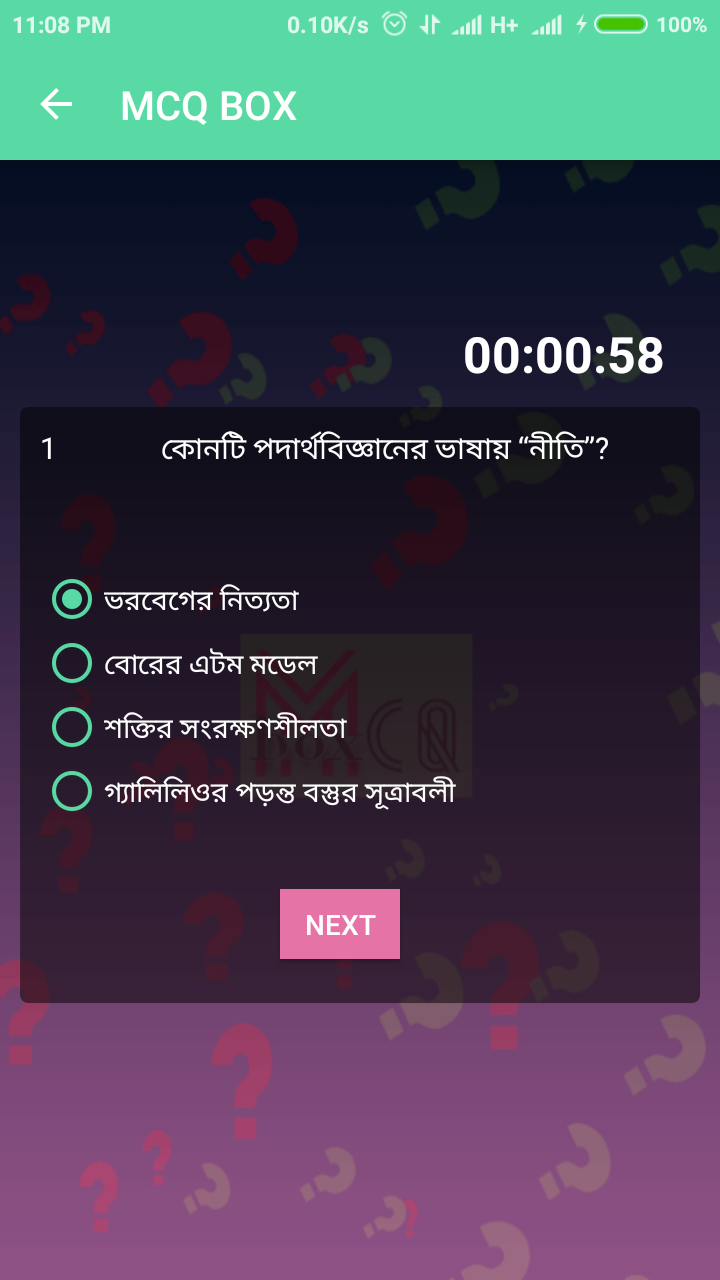 11:08 PM 0.10K/s H+ 100%
MCQ BOX
00:00:58
1 কোনটি পদার্থবিজ্ঞানের ভাষায় “নীতি”?
ভরবেগের নিত্যতা
বোরের এটম মডেল
শক্তির সংরক্ষণশীলতা
গ্যালিলিওর পড়ন্ত বস্তুর সূত্রাবলী
NEXT